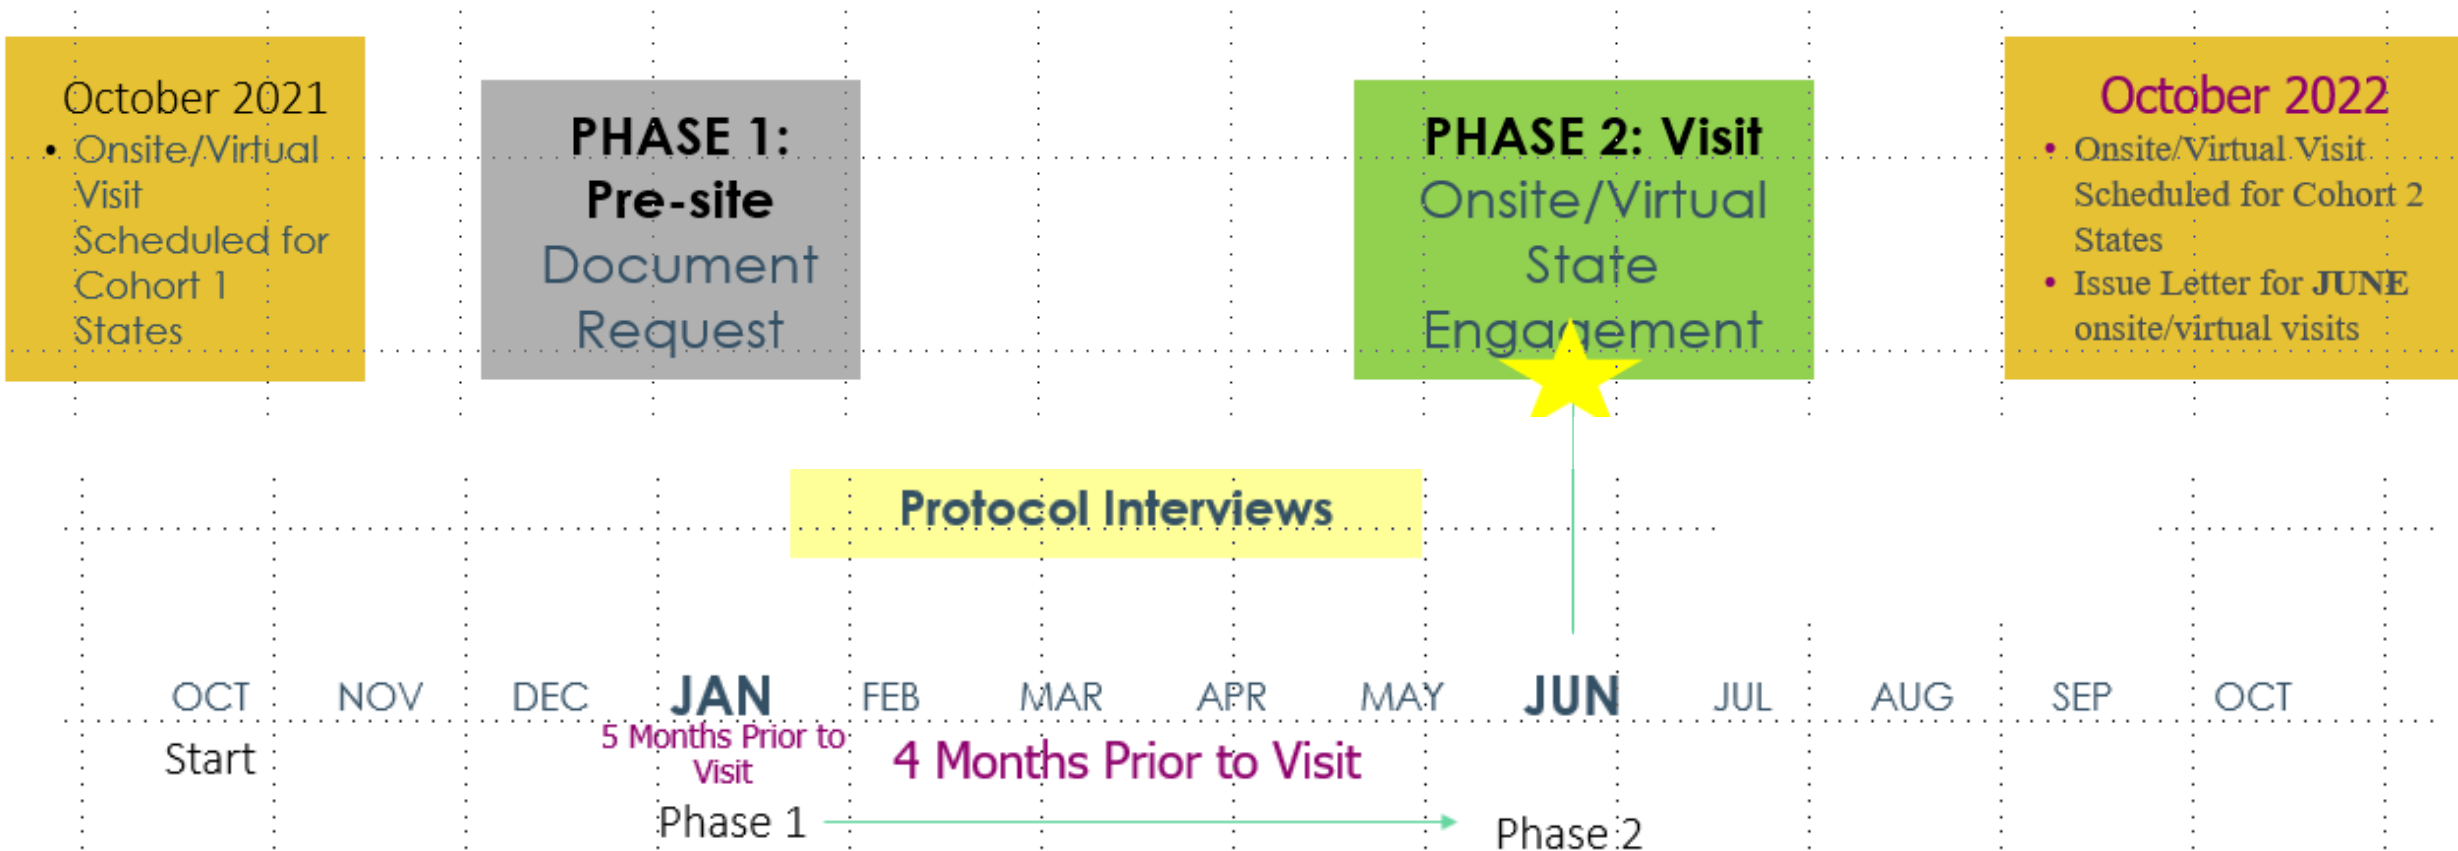 October 2021
• Onsite/Virtual
Visit
Scheduled for
Cohort 1
States
PHASE 1:
Pre-site
Document
Request
PHASE 2: Visit
Onsite/Virtual
State
Engagement
October 2022
• Onsite/Virtual Visit
Scheduled for Cohort 2
States
• Issue Letter for JUNE
onsite/virtual visits
Protocol Interviews
OCT NOV DEC JAN FEB MAR APR MAY JUN JUL AUG SEP OCT
Start
5 Months Prior to
Visit
4 Months Prior to Visit
Phase 1
Phase 2